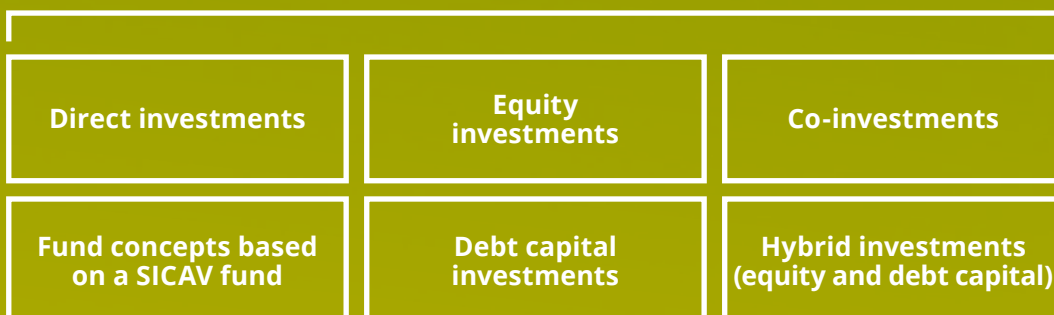 Direct investments
Equity
investments
Co-investments
Fund concepts based
on a SICAV fund
Debt capital
investments
Hybrid investments
(equity and debt capital)